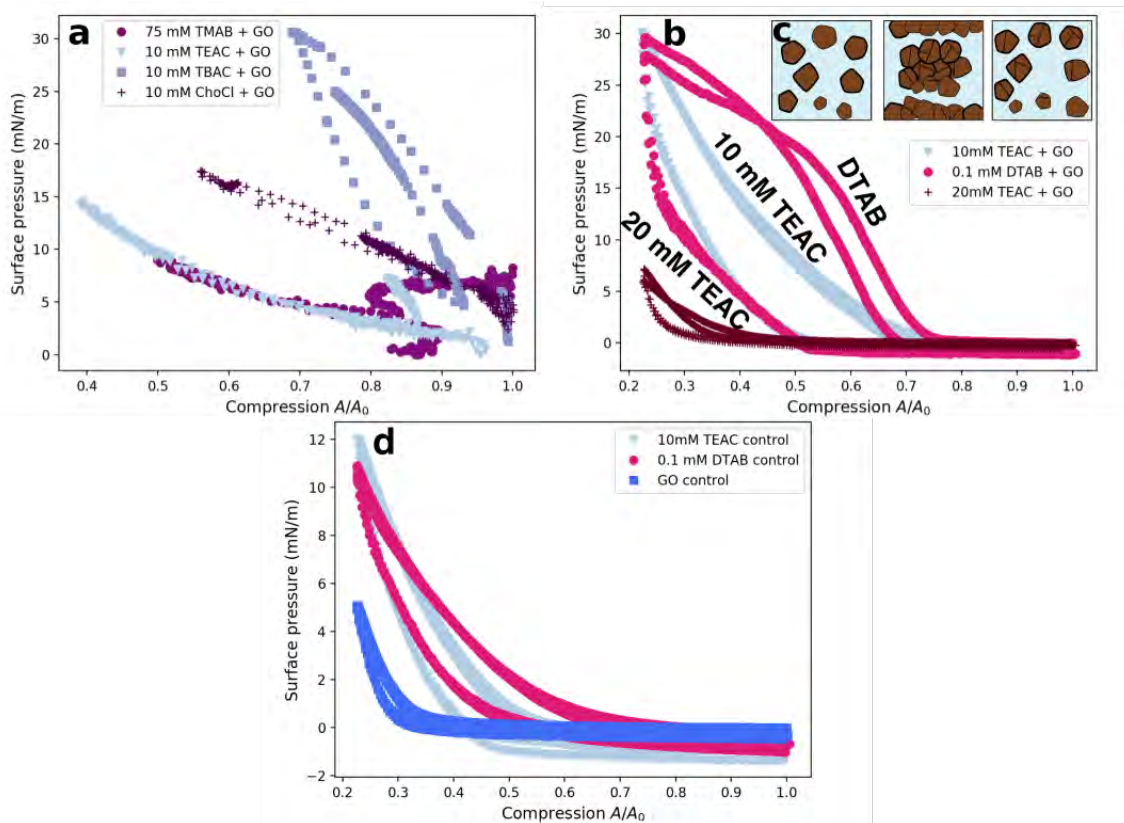 a
75 mM TMAB + GO
10 mM TEAC + GO
10 mM TBAC + GO
10 mM ChoCl + GO
30
25
20
15
10
5
0
Surface pressure (mN/m)
0.4 0.5 0.6 0.7 0.8 0.9 1.0
Compression A/A0
b
c
10mM TEAC + GO
0.1 mM DTAB + GO
20mM TEAC + GO
DTAB
10 mM TEAC
20 mM TEAC
30
25
20
15
10
5
0
Surface pressure (mN/m)
0.2 0.3 0.4 0.5 0.6 0.7 0.8 0.9 1.0
Compression A/A0
d
10mM TEAC control
0.1 mM DTAB control
GO control
12
10
8
6
4
2
0
−2
Surface pressure (mN/m)
0.2 0.3 0.4 0.5 0.6 0.7 0.8 0.9 1.0
Compression A/A0